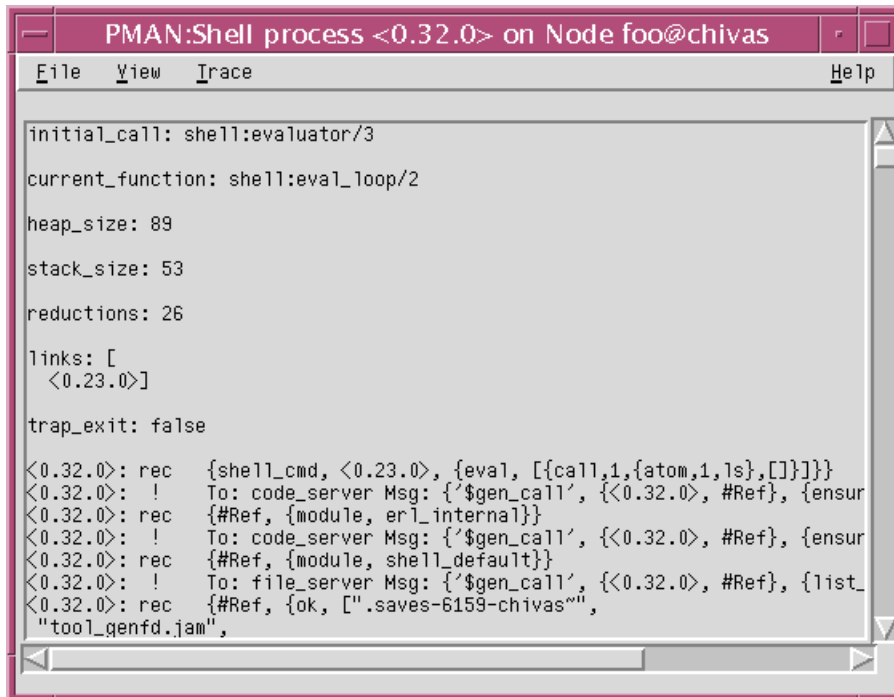 PMAN:Shell process <0.32.0> on Node foo@chivas
File View Trace Help
initial_call: shell:evaluator/3
current_function: shell:eval_loop/2
heap_size: 89
stack_size: 53
reductions: 26
links: [
<0.23.0>]
trap_exit: false
<0.32.0>: rec {shell_cmd, <0.23.0>, {eval, [{call,1,{atom,1,ls},[]}]}}
<0.32.0>: ! To: code_server Msg: {'$gen_call', {<0.32.0>, #Ref}, {ensur
<0.32.0>: rec {#Ref, {module, erl_internal}}
<0.32.0>: ! To: code_server Msg: {'$gen_call', {<0.32.0>, #Ref}, {ensur
<0.32.0>: rec {#Ref, {module, shell_default}}
<0.32.0>: ! To: file_server Msg: {'$gen_call', {<0.32.0>, #Ref}, {list_
<0.32.0>: rec {#Ref, {ok, [".saves-6159-chivas~",
"tool_genfd.jam",